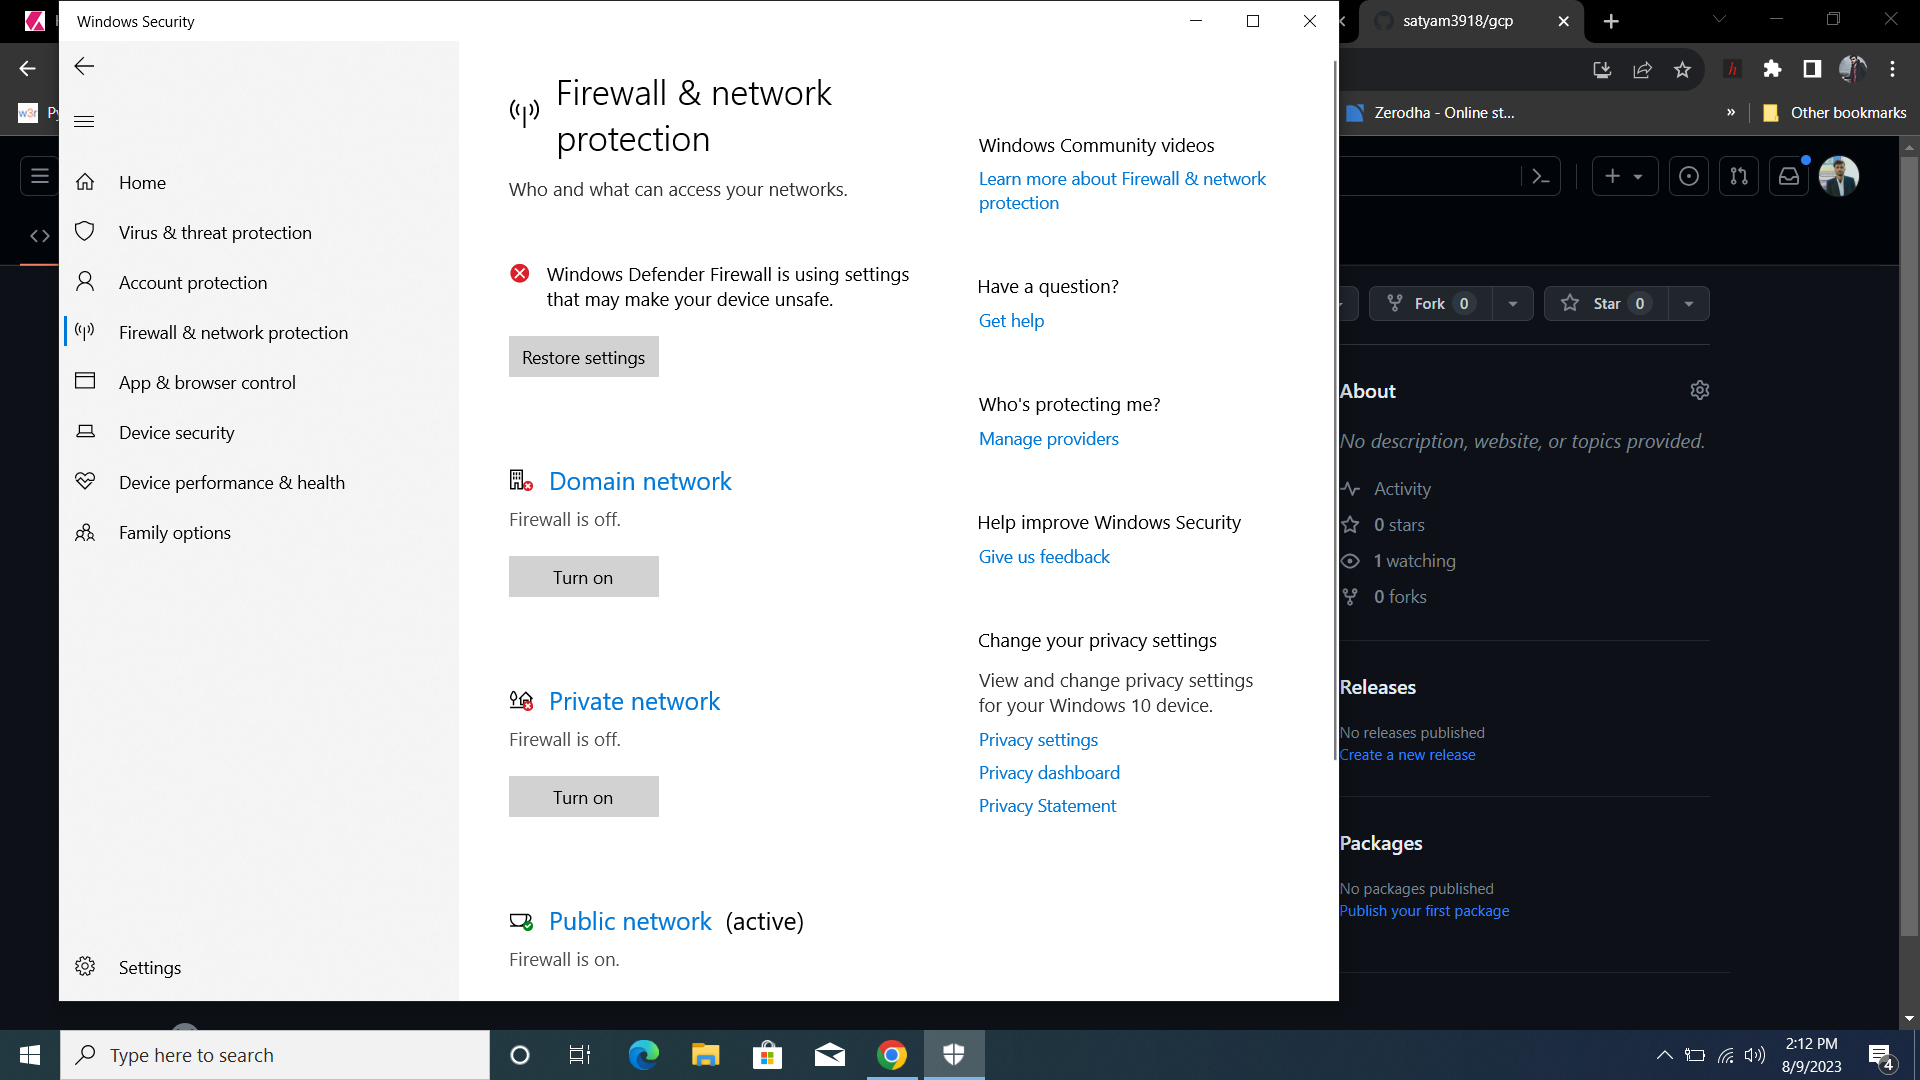 Windows Security
satyam3918/gcp
w3r
Py
Zerodha - Online st...
»
Other bookmarks
Home
Virus & threat protection
Account protection
Firewall & network protection
App & browser control
Device security
Device performance & health
Family options
Settings
Firewall & network
protection
Who and what can access your networks.
Windows Defender Firewall is using settings
that may make your device unsafe.
Restore settings
Domain network
Firewall is off.
Turn on
Private network
Firewall is off.
Turn on
Public network (active)
Firewall is on.
Windows Community videos
Learn more about Firewall & network
protection
Have a question?
Get help
Who's protecting me?
Manage providers
Help improve Windows Security
Give us feedback
Change your privacy settings
View and change privacy settings
for your Windows 10 device.
Privacy settings
Privacy dashboard
Privacy Statement
Fork 0
Star 0
About
No description, website, or topics provided.
Activity
0 stars
1 watching
0 forks
Releases
No releases published
Create a new release
Packages
No packages published
Publish your first package
Type here to search
2:12 PM
8/9/2023
4